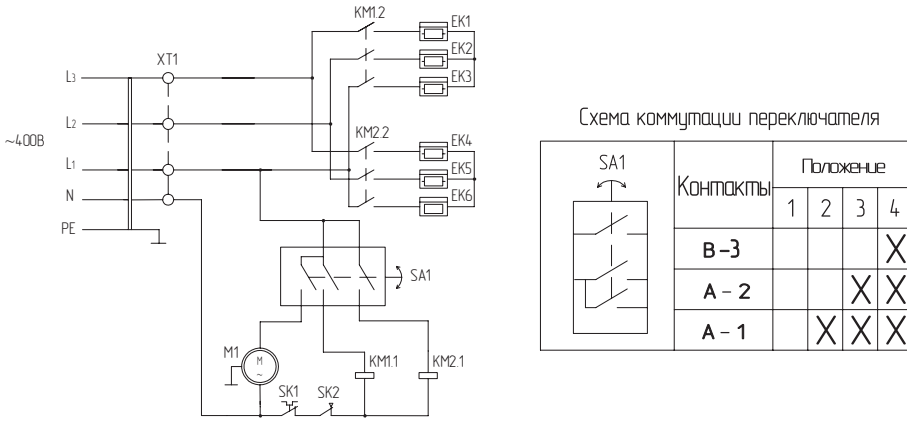 KM1.2
EK1
EK2
EK3
XT1
L3
L2
~400В
L1
N
PE
KM2.2
EK4
EK5
EK6
SA1
M1
M
~
KM1.1
KM2.1
SK1
SK2
Схема коммутации переключателя
SA1
Контакты
Положение
1 2 3 4
В-3 X
А-2 X X
А-1 X X X